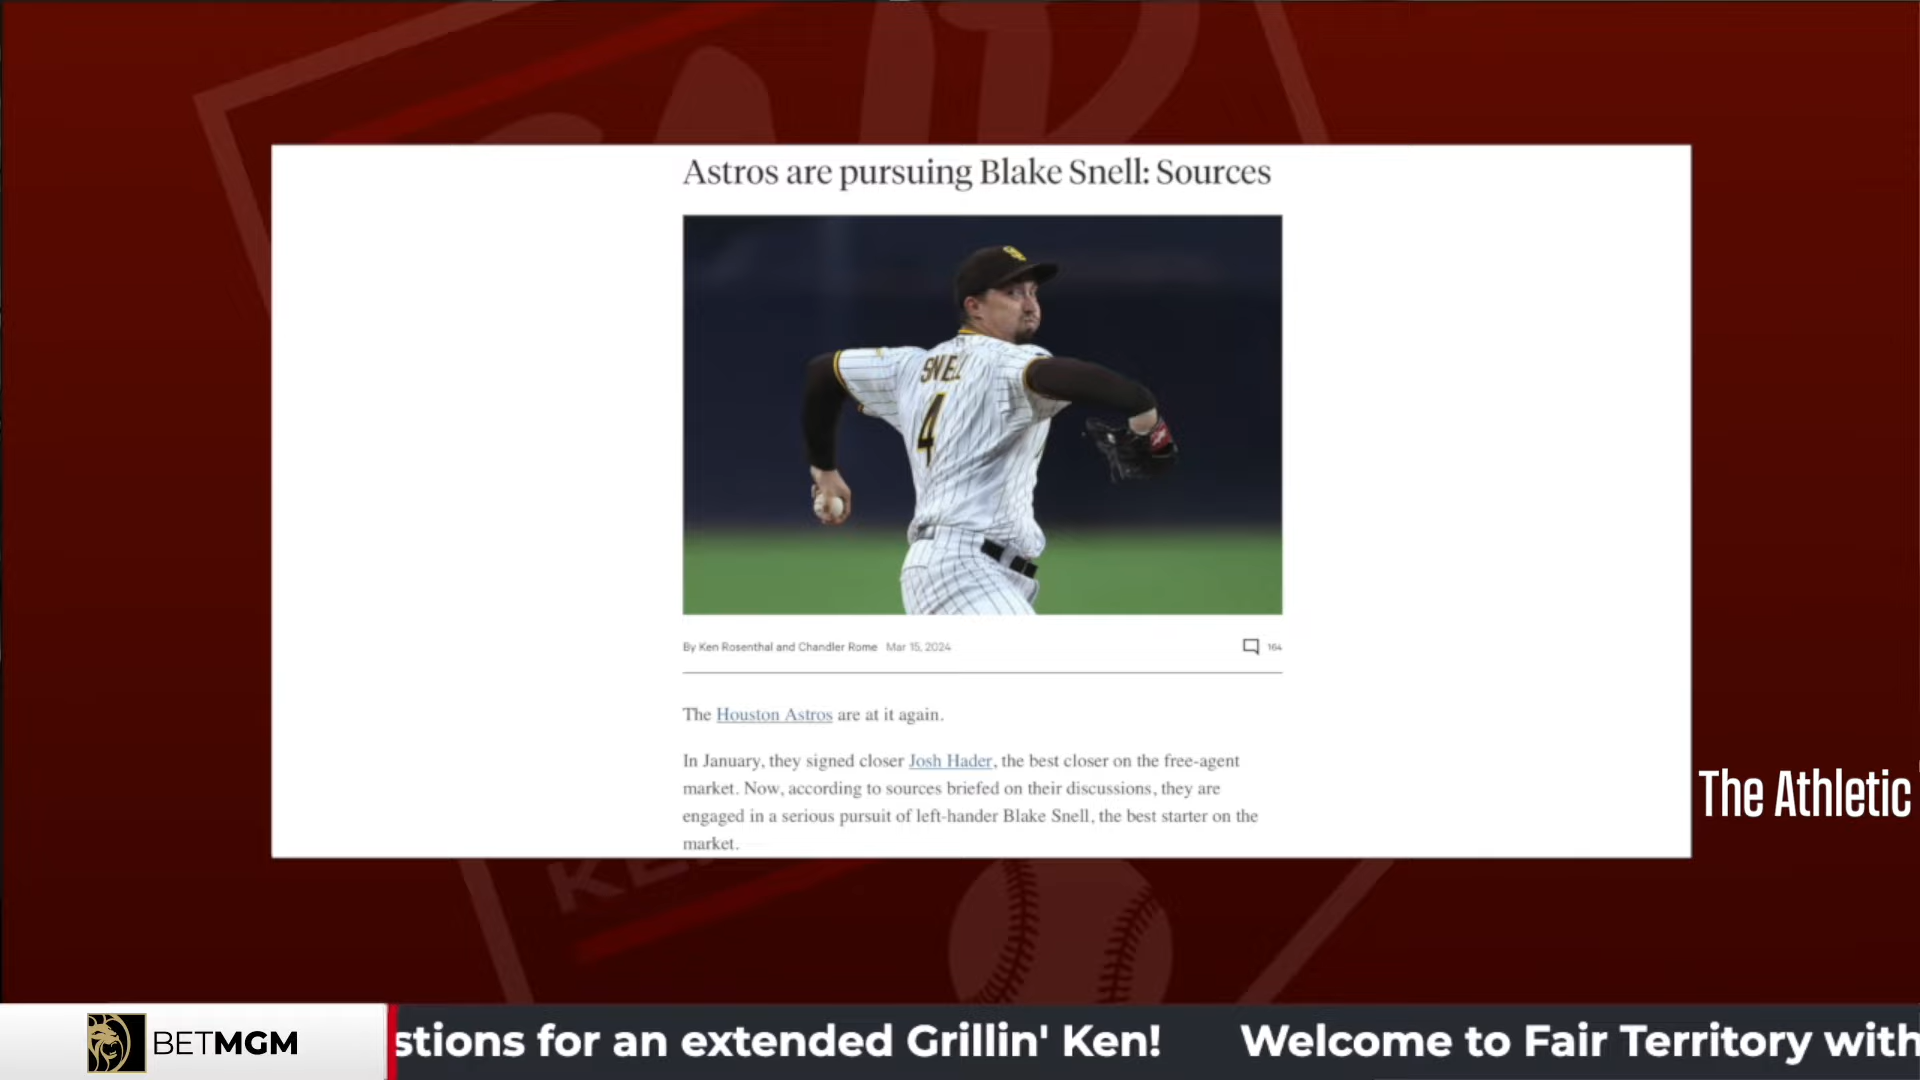 Astros are pursuing Blake Snell: Sources
SNELL
4
By Ken Rosenthal and Chandler Rome Mar 15, 2024
164
The Houston Astros are at it again.
In January, they signed closer Josh Hader, the best closer on the free-agent
market. Now, according to sources briefed on their discussions, they are
engaged in a serious pursuit of left-hander Blake Snell, the best starter on the
market.
The Athletic
BETMGM
stions for an extended Grillin' Ken! Welcome to Fair Territory with